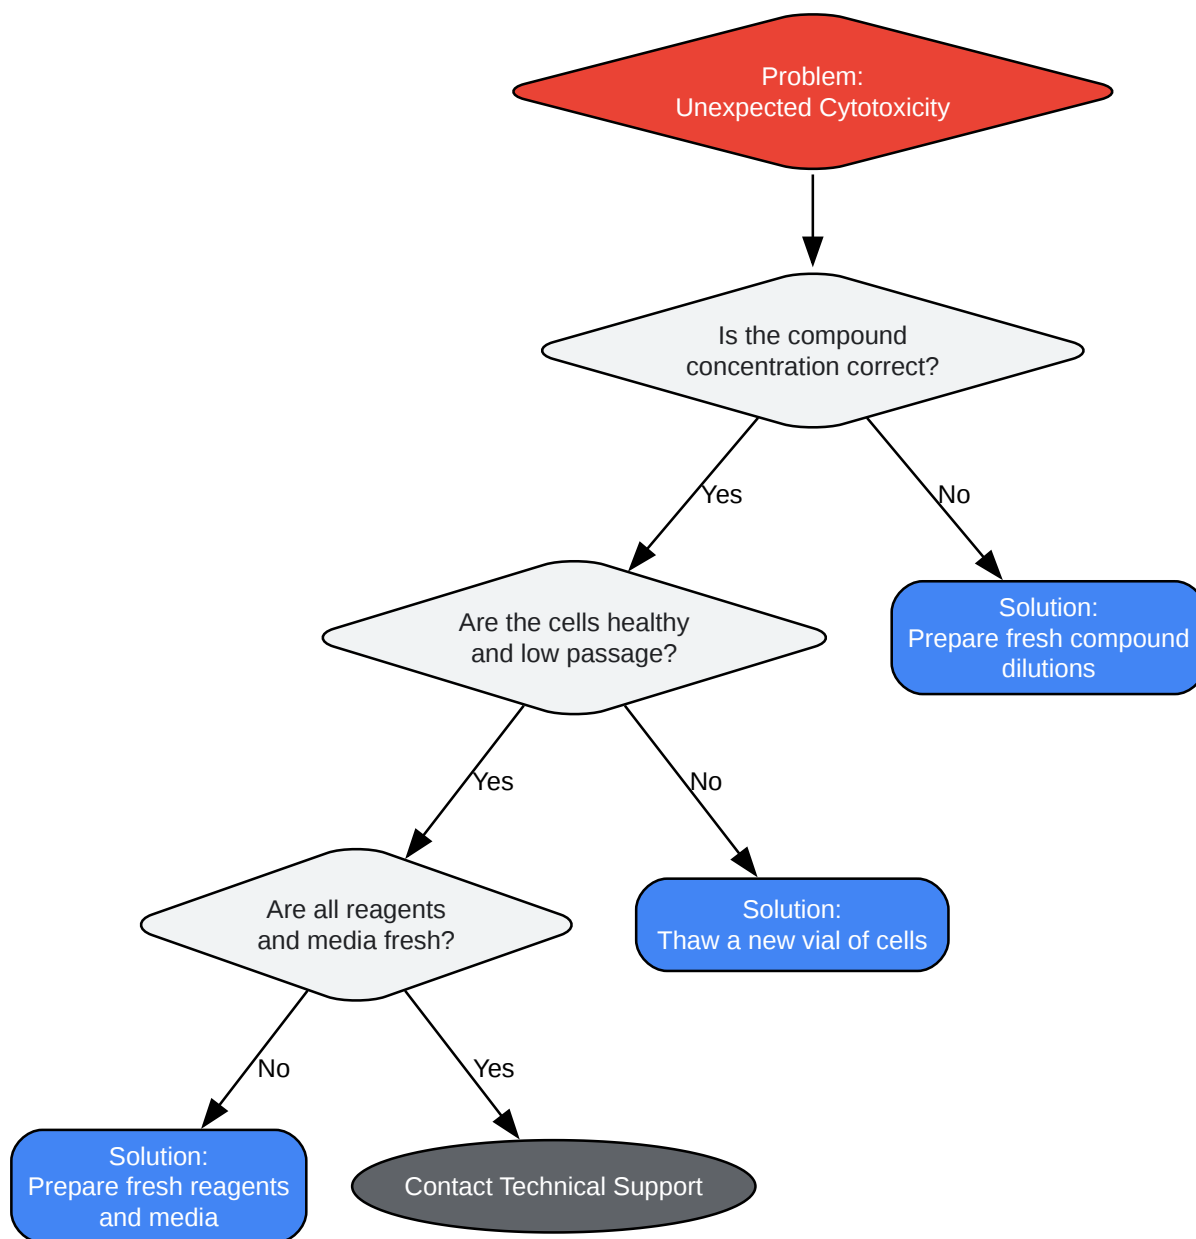 Problem:
Unexpected Cytotoxicity
Is the compound
concentration correct?
Yes
No
Are the cells healthy
and low passage?
Solution:
Prepare fresh compound
dilutions
Yes
No
Are all reagents
and media fresh?
Solution:
Thaw a new vial of cells
No
Yes
Solution:
Prepare fresh reagents
and media
Contact Technical Support